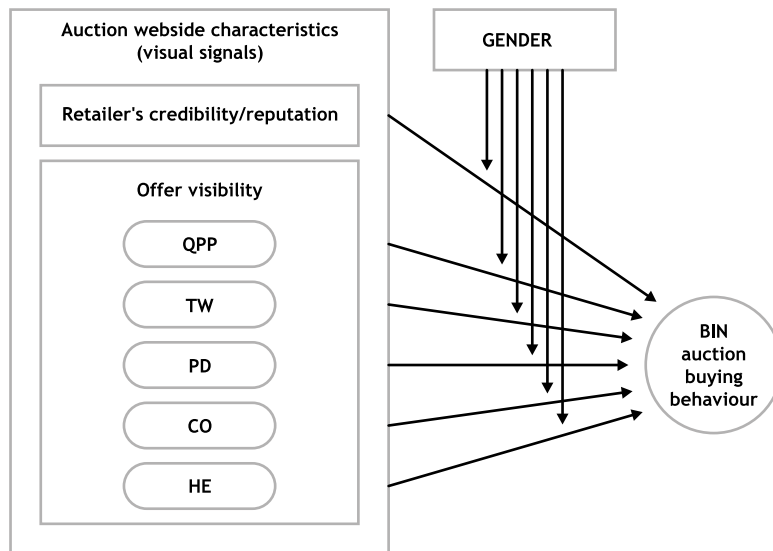 Auction webside characteristics
(visual signals)
GENDER
Retailer's credibility/reputation
Offer visibility
QPP
TW
PD
CO
HE
BIN
auction
buying
behaviour